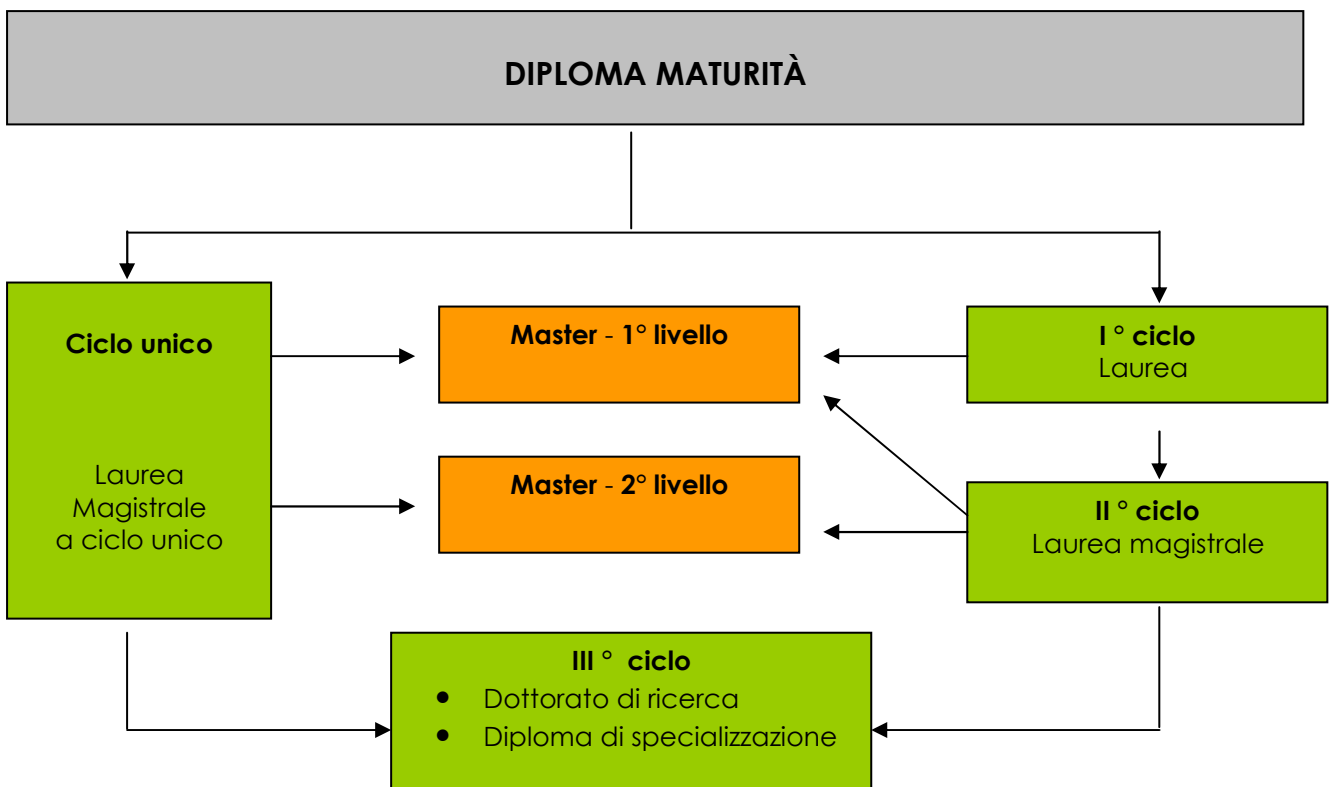 DIPLOMA MATURITÀ
Ciclo unico
Laurea
Magistrale
a ciclo unico
Master - 1° livello
Master - 2° livello
I ° ciclo
Laurea
II ° ciclo
Laurea magistrale
III ° ciclo
• Dottorato di ricerca
• Diploma di specializzazione